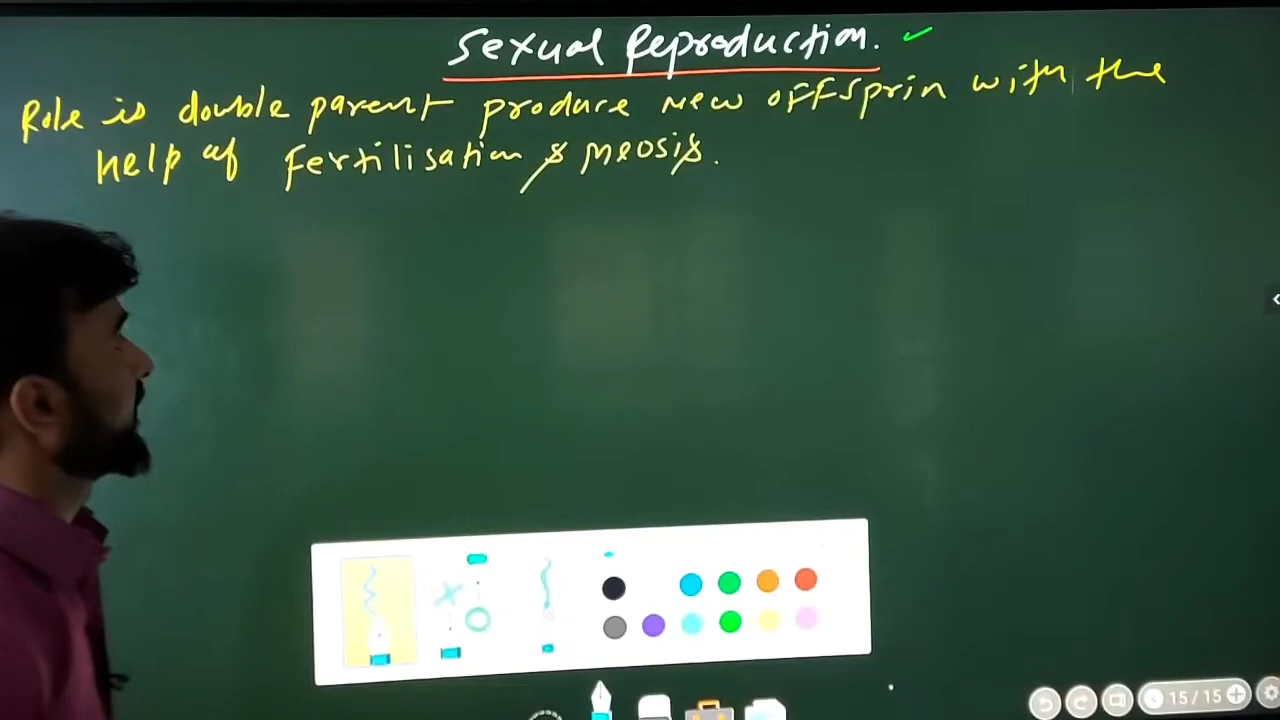 Sexual Reproduction.
Role is double parent produce new offsprin with the
help of fertilisation & meosis.
15/15